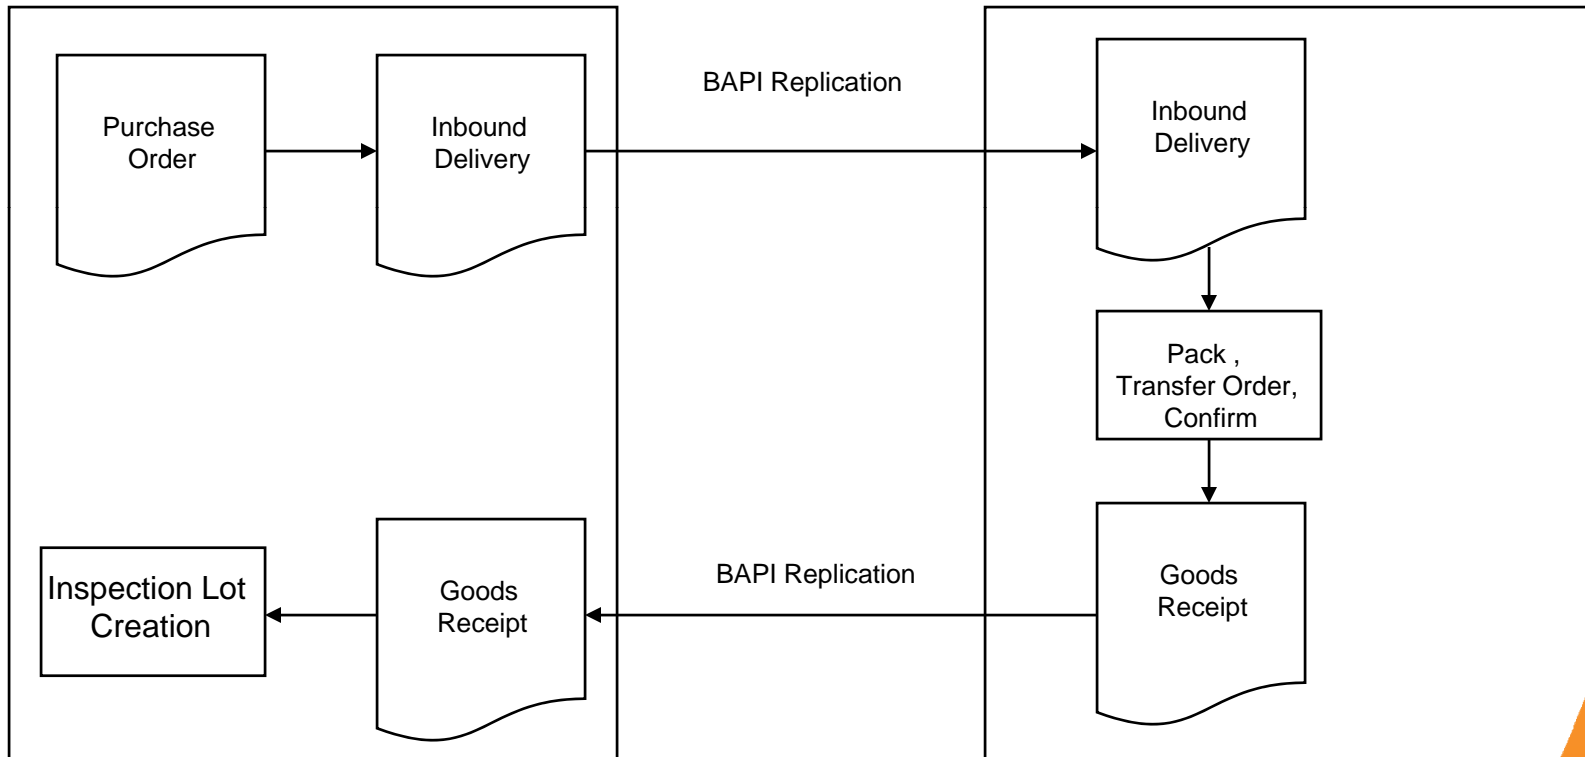 BAPI Replication
Purchase
Order
Inbound
Delivery
Inbound
Delivery
Pack ,
Transfer Order,
Confirm
Inspection Lot
Creation
Goods
Receipt
BAPI Replication
Goods
Receipt